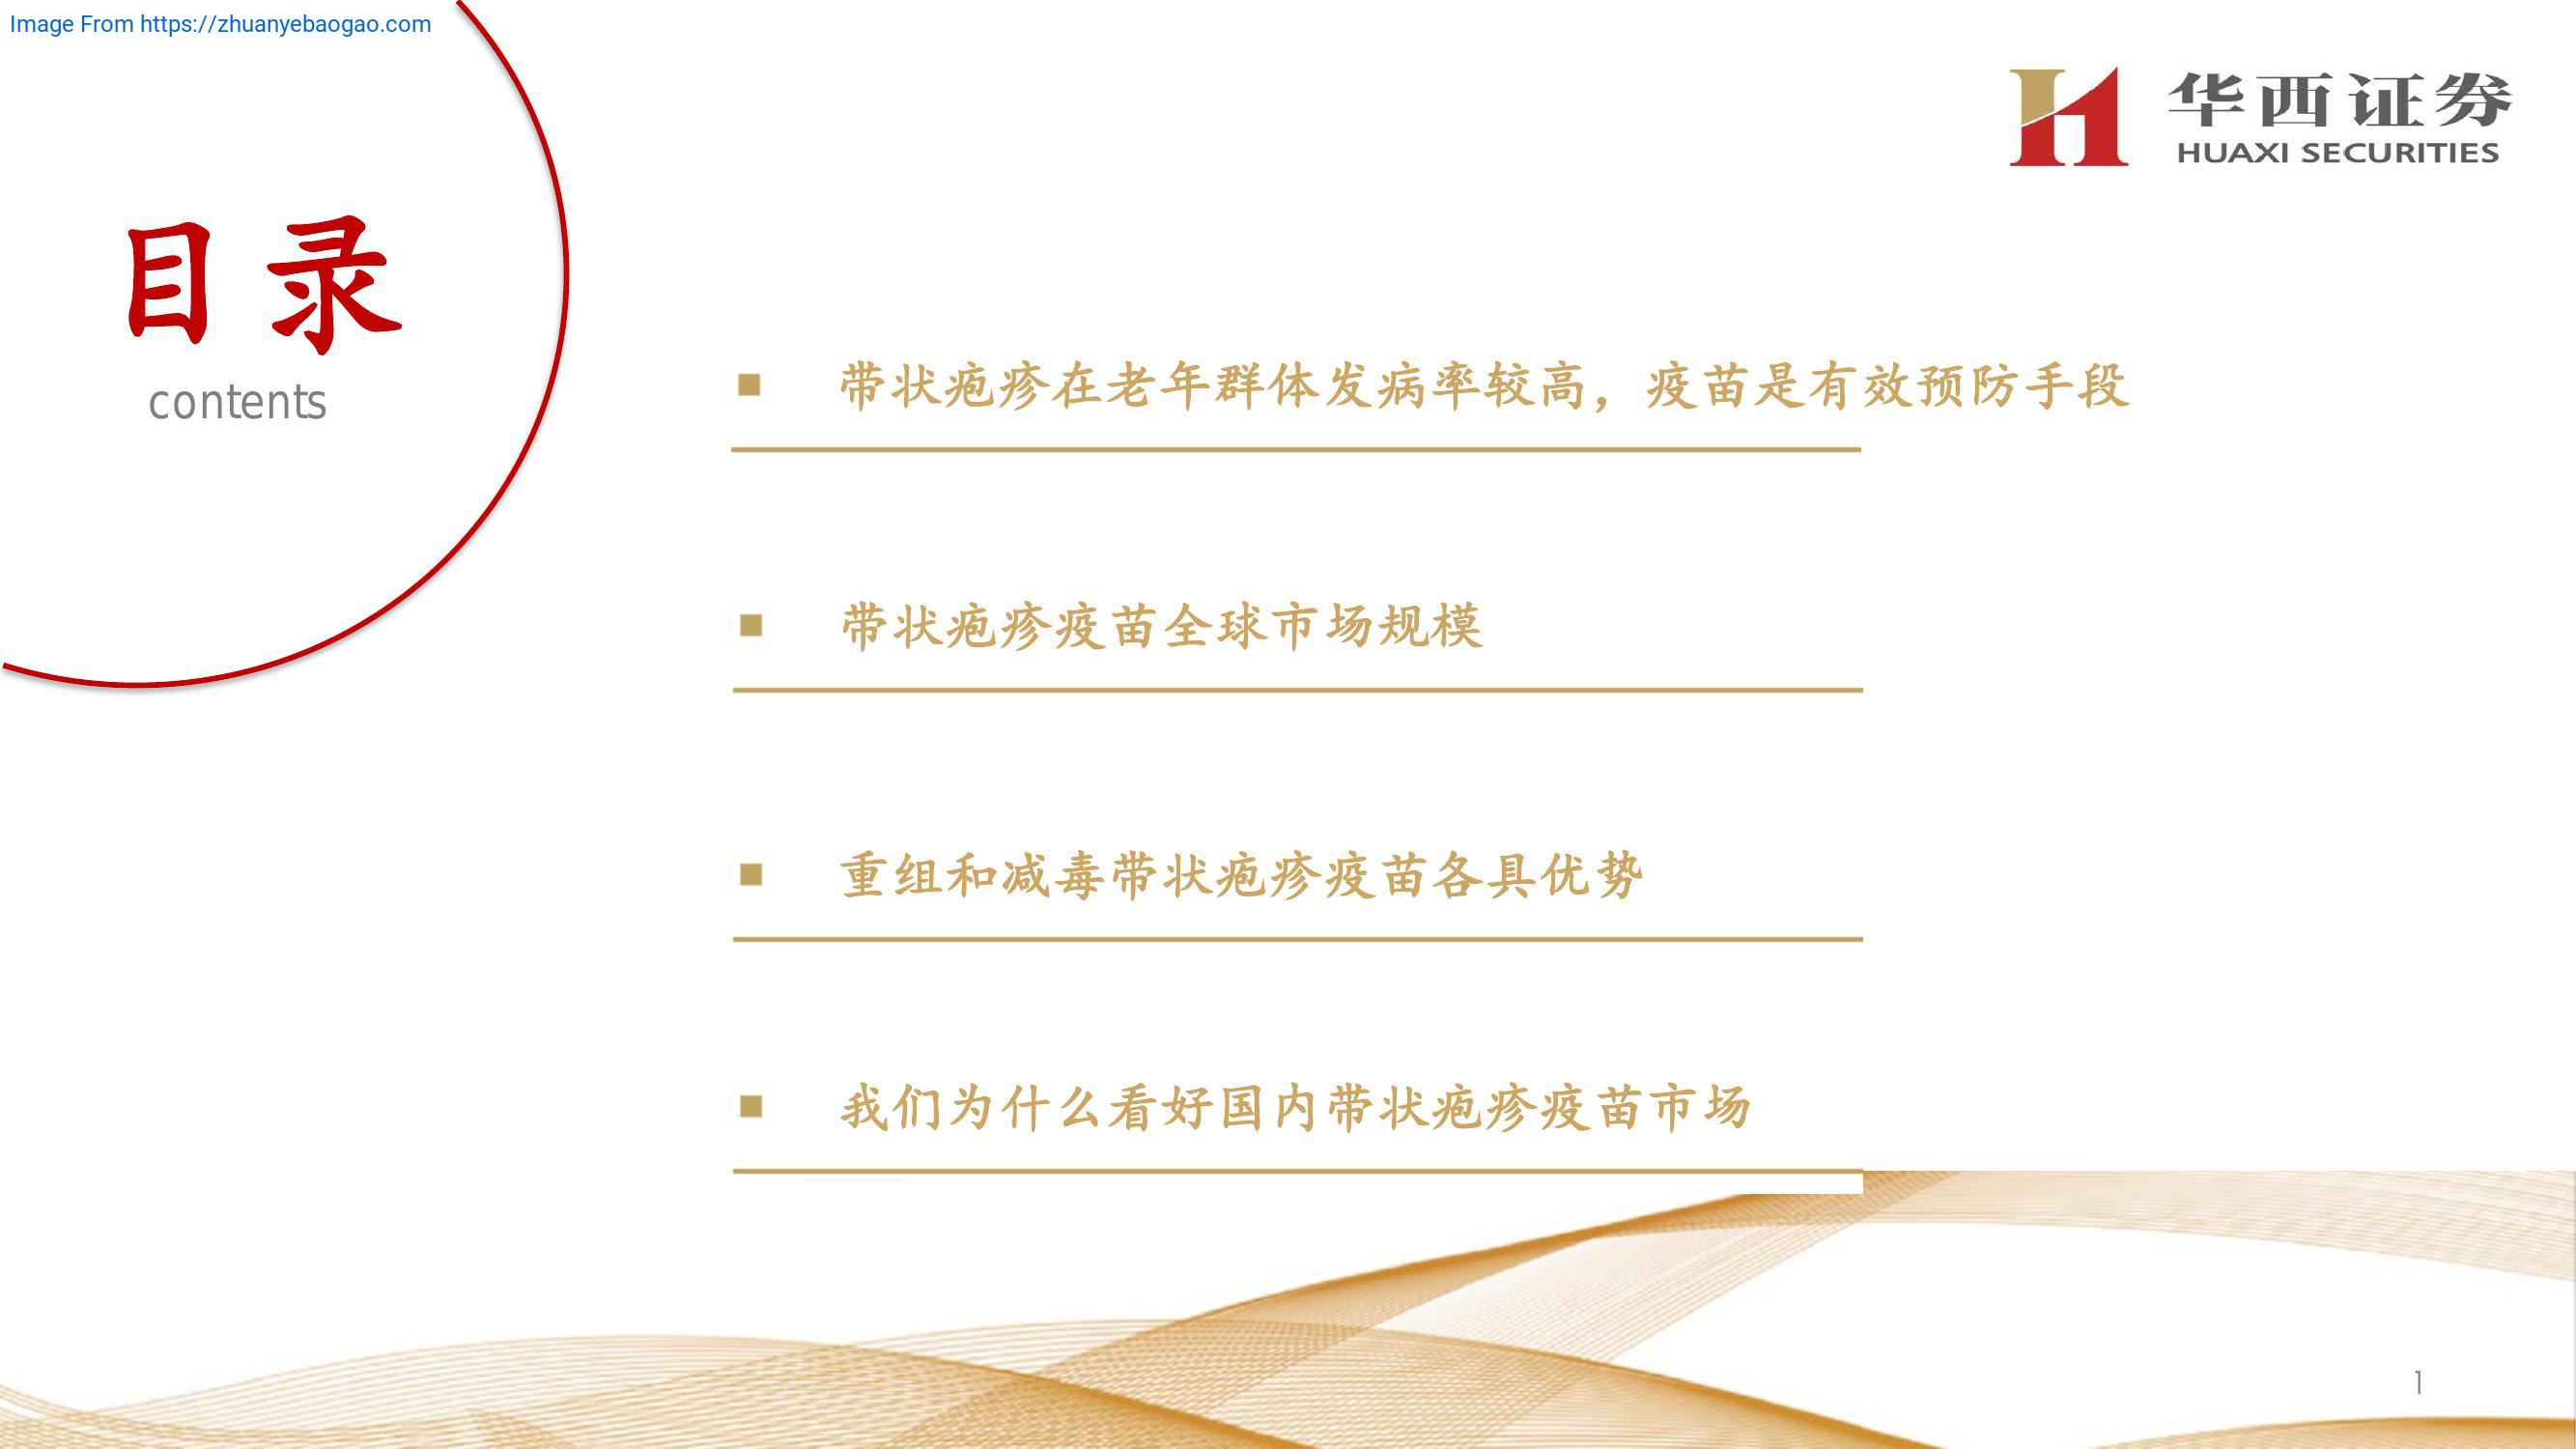 Image From https://zhuanyebaogao.com
华西证券
HUAXI SECURITIES
目录
contents
■ 带状疱疹在老年群体发病率较高，疫苗是有效预防手段
■ 带状疱疹疫苗全球市场规模
■ 重组和减毒带状疱疹疫苗各具优势
■ 我们为什么看好国内带状疱疹疫苗市场
1